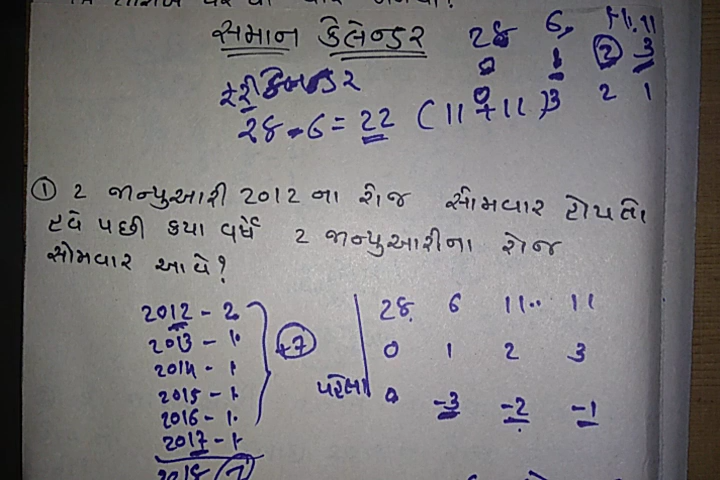 સમાન કેલેન્ડર 28 6, 11, 11
0 1 2 3
0 3 2 1
28-6=22 (11+11)
① 2 જાન્યુઆરી 2012 ના રોજ સોમવાર હોય તો
હવે પછી કયા વર્ષે 2 જાન્યુઆરીના રોજ
સોમવાર આવે?
2012 - 2
2013 - 1
2014 - 1
2015 - 1
2016 - 1
2017 - 1
2018 7
+7
28 6 11 11
0 1 2 3
પહેલા 0 -3 -2 -1